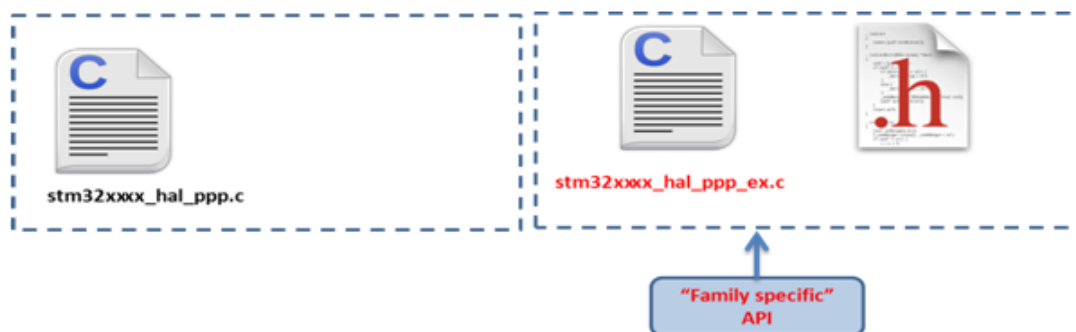 C
C
.h
stm32xxxx_hal_ppp.c
stm32xxxx_hal_ppp_ex.c
“Family specific”
API